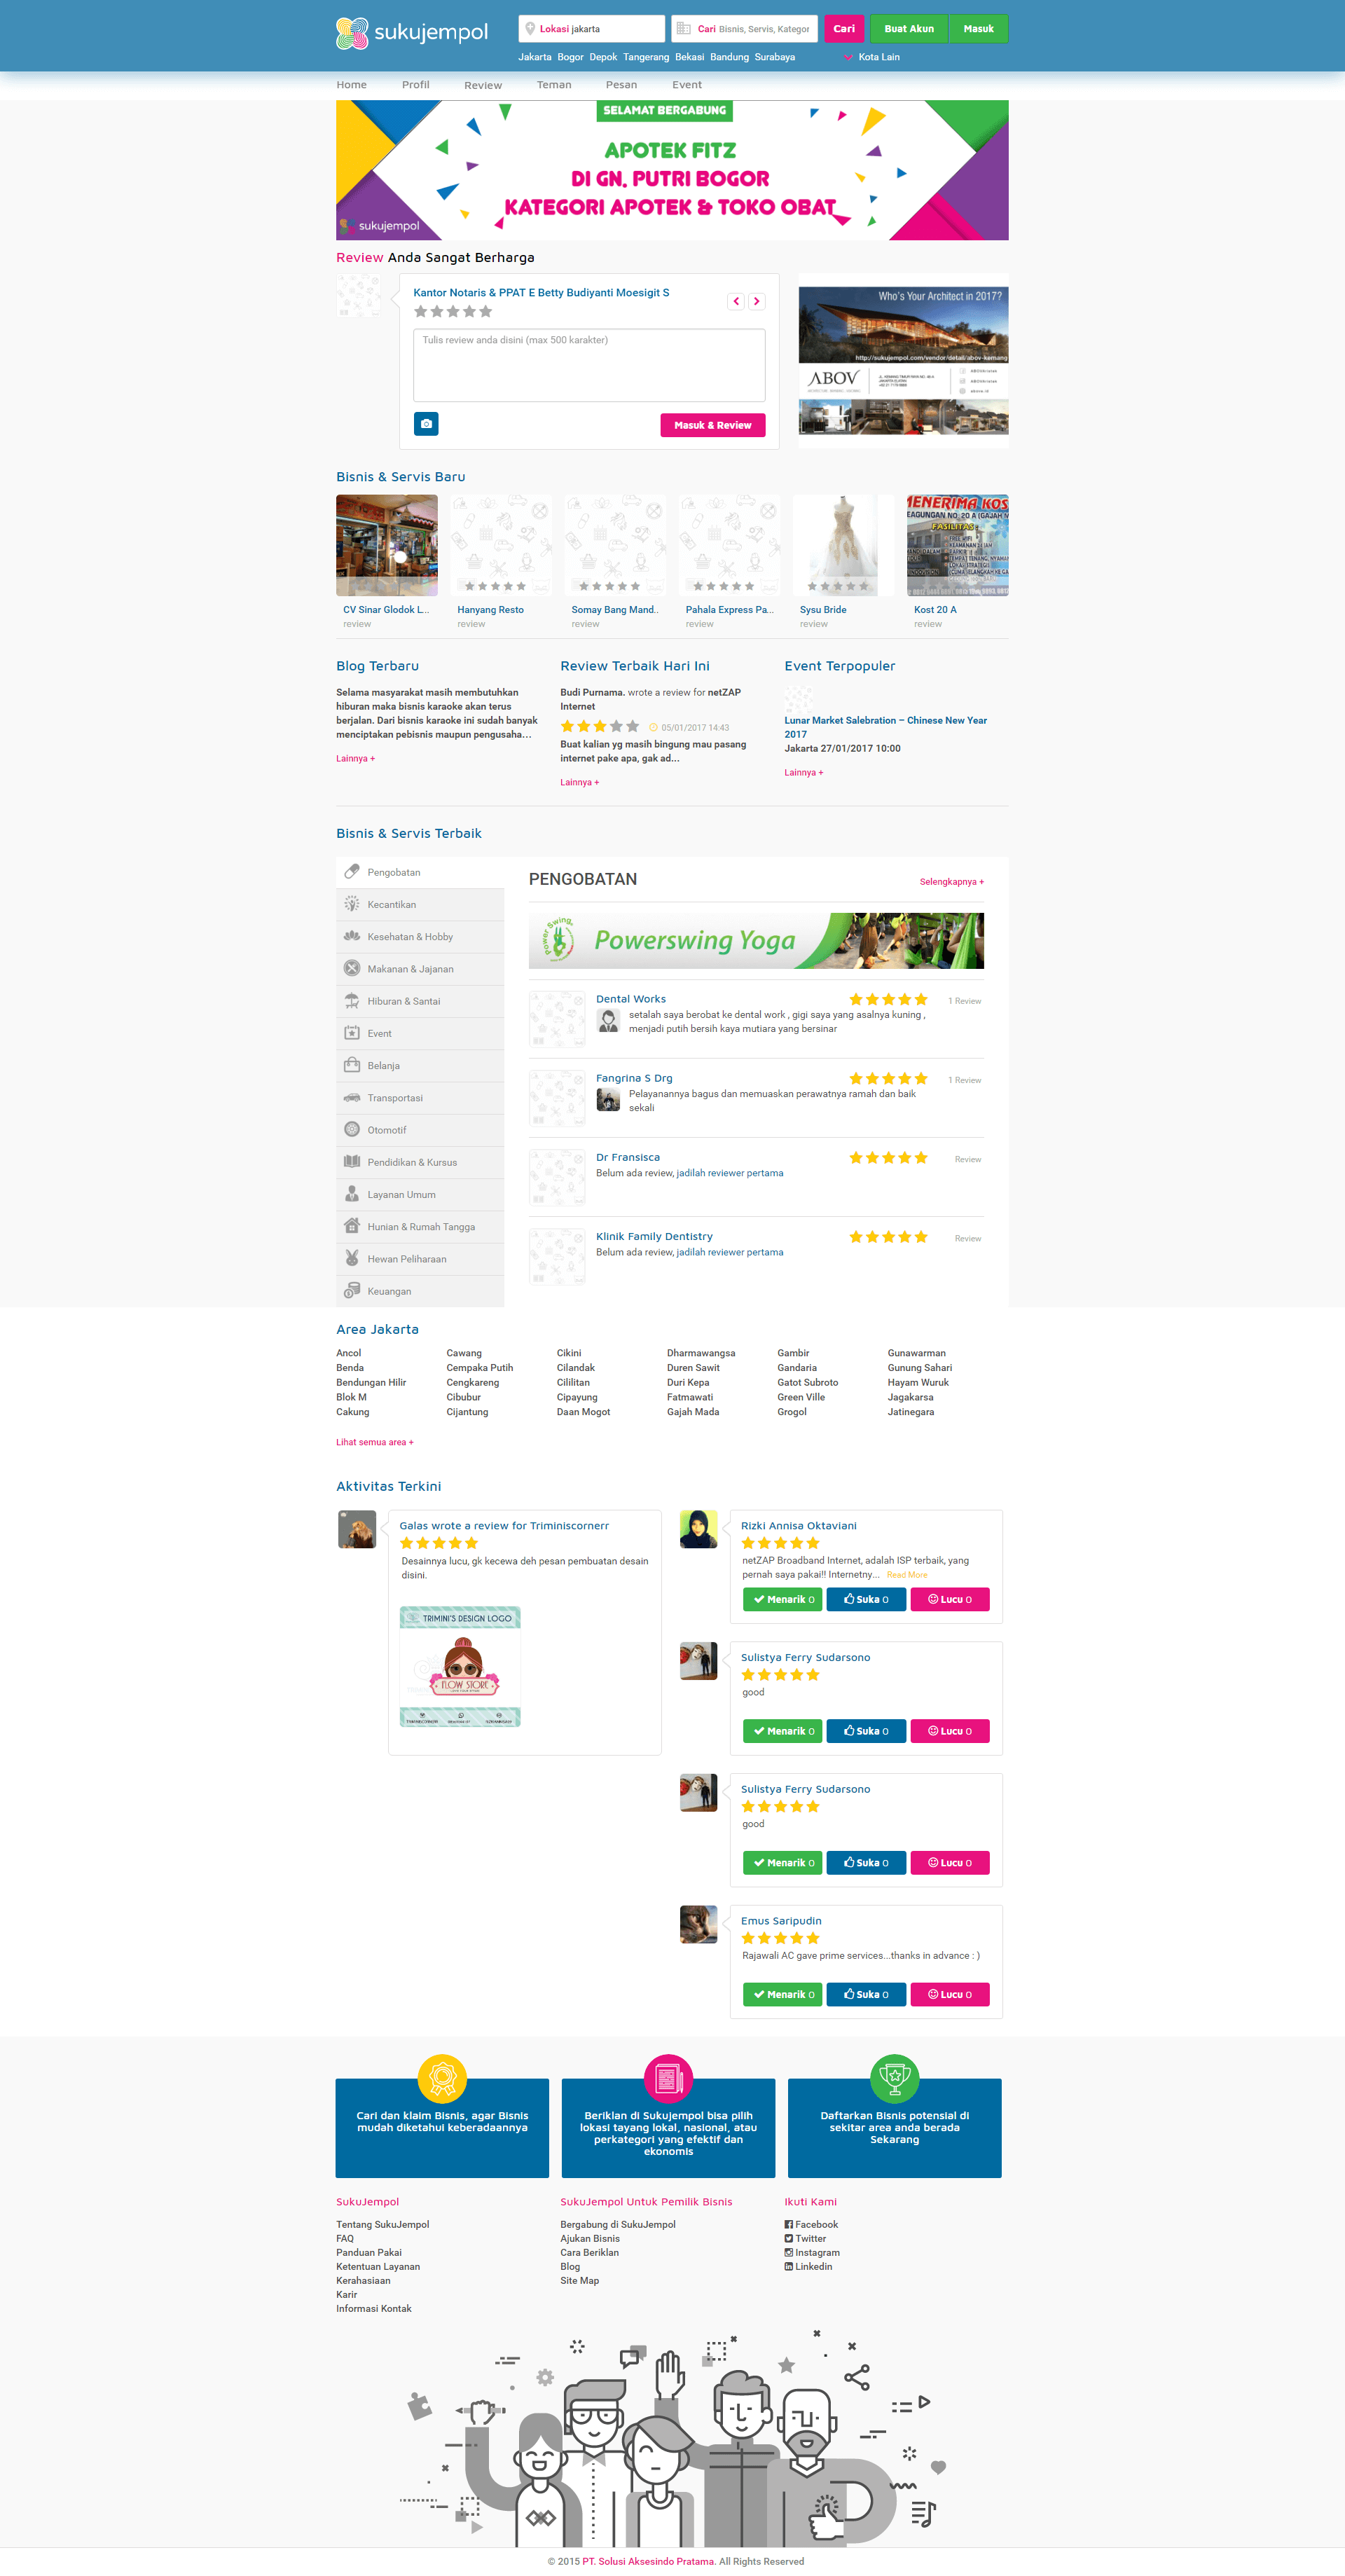 sukujempol
Lokasi jakarta
Cari Bisnis, Servis, Kategor
Cari
Buat Akun
Masuk
Jakarta Bogor Depok Tangerang Bekasi Bandung Surabaya
Kota Lain
Home Profil Review Teman Pesan Event
SELAMAT BERGABUNG
APOTEK FITZ
DI GN. PUTRI BOGOR
KATEGORI APOTEK & TOKO OBAT
sukujempol
Review Anda Sangat Berharga
Kantor Notaris & PPAT E Betty Budiyanti Moesigit S
Tulis review anda disini (max 500 karakter)
Masuk & Review
Who's Your Architect in 2017?
http://sukujempol.com/vendor/detail/abov-kemang
ABOV
Bisnis & Servis Baru
MENERIMA KOS
FASILITAS :
CV Sinar Glodok L...
review
Hanyang Resto
review
Somay Bang Mand..
review
Pahala Express Pa...
review
Sysu Bride
review
Kost 20 A
review
Blog Terbaru
Selama masyarakat masih membutuhkan
hiburan maka bisnis karaoke akan terus
berjalan. Dari bisnis karaoke ini sudah banyak
menciptakan pebisnis maupun pengusaha...
Lainnya +
Review Terbaik Hari Ini
Budi Purnama. wrote a review for netZAP
Internet
05/01/2017 14:43
Buat kalian yg masih bingung mau pasang
internet pake apa, gak ad...
Lainnya +
Event Terpopuler
Lunar Market Salebration – Chinese New Year
2017
Jakarta 27/01/2017 10:00
Lainnya +
Bisnis & Servis Terbaik
Pengobatan
Kecantikan
Kesehatan & Hobby
Makanan & Jajanan
Hiburan & Santai
Event
Belanja
Transportasi
Otomotif
Pendidikan & Kursus
Layanan Umum
Hunian & Rumah Tangga
Hewan Peliharaan
Keuangan
PENGOBATAN
Selengkapnya +
Power Swing
Powerswing Yoga
Dental Works
1 Review
setalah saya berobat ke dental work , gigi saya yang asalnya kuning ,
menjadi putih bersih kaya mutiara yang bersinar
Fangrina S Drg
1 Review
Pelayanannya bagus dan memuaskan perawatnya ramah dan baik
sekali
Dr Fransisca
Review
Belum ada review, jadilah reviewer pertama
Klinik Family Dentistry
Review
Belum ada review, jadilah reviewer pertama
Area Jakarta
Ancol Cawang Cikini Dharmawangsa Gambir Gunawarman
Benda Cempaka Putih Cilandak Duren Sawit Gandaria Gunung Sahari
Bendungan Hilir Cengkareng Cililitan Duri Kepa Gatot Subroto Hayam Wuruk
Blok M Cibubur Cipayung Fatmawati Green Ville Jagakarsa
Cakung Cijantung Daan Mogot Gajah Mada Grogol Jatinegara
Lihat semua area +
Aktivitas Terkini
Galas wrote a review for Triminiscornerr
Desainnya lucu, gk kecewa deh pesan pembuatan desain
disini.
TRIMINI'S DESIGN LOGO
FLOW STORE
Rizki Annisa Oktaviani
netZAP Broadband Internet, adalah ISP terbaik, yang
pernah saya pakai!! Internetny... Read More
Menarik 0 Suka 0 Lucu 0
Sulistya Ferry Sudarsono
good
Menarik 0 Suka 0 Lucu 0
Sulistya Ferry Sudarsono
good
Menarik 0 Suka 0 Lucu 0
Emus Saripudin
Rajawali AC gave prime services...thanks in advance : )
Menarik 0 Suka 0 Lucu 0
Cari dan klaim Bisnis, agar Bisnis
mudah diketahui keberadaannya
Beriklan di Sukujempol bisa pilih
lokasi tayang lokal, nasional, atau
perkategori yang efektif dan
ekonomis
Daftarkan Bisnis potensial di
sekitar area anda berada
Sekarang
SukuJempol
Tentang SukuJempol
FAQ
Panduan Pakai
Ketentuan Layanan
Kerahasiaan
Karir
Informasi Kontak
SukuJempol Untuk Pemilik Bisnis
Bergabung di SukuJempol
Ajukan Bisnis
Cara Beriklan
Blog
Site Map
Ikuti Kami
Facebook
Twitter
Instagram
Linkedin
© 2015 PT. Solusi Aksesindo Pratama. All Rights Reserved